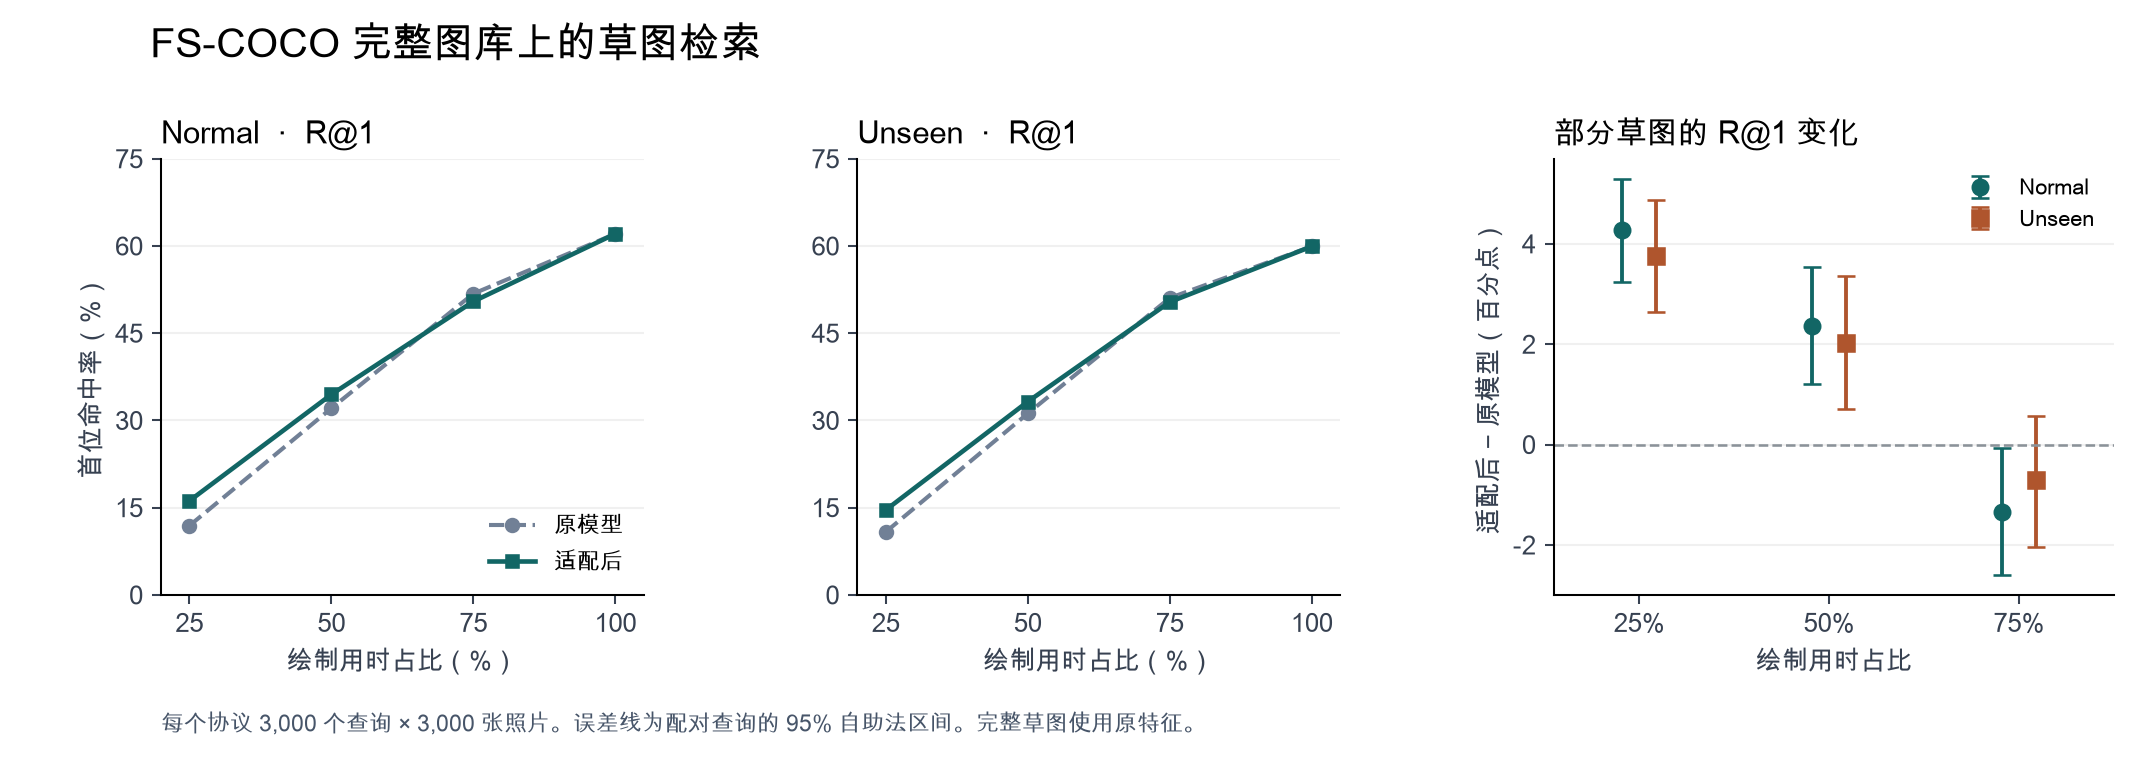 FS-COCO 完整图库上的草图检索
Normal · R@1
首位命中率（%）
75
60
45
30
15
0
25 50 75 100
绘制用时占比（%）
原模型
适配后
Unseen · R@1
75
60
45
30
15
0
25 50 75 100
绘制用时占比（%）
部分草图的 R@1 变化
适配后 − 原模型（百分点）
4
2
0
-2
25% 50% 75%
绘制用时占比
Normal
Unseen
每个协议 3,000 个查询 × 3,000 张照片。误差线为配对查询的 95% 自助法区间。完整草图使用原特征。